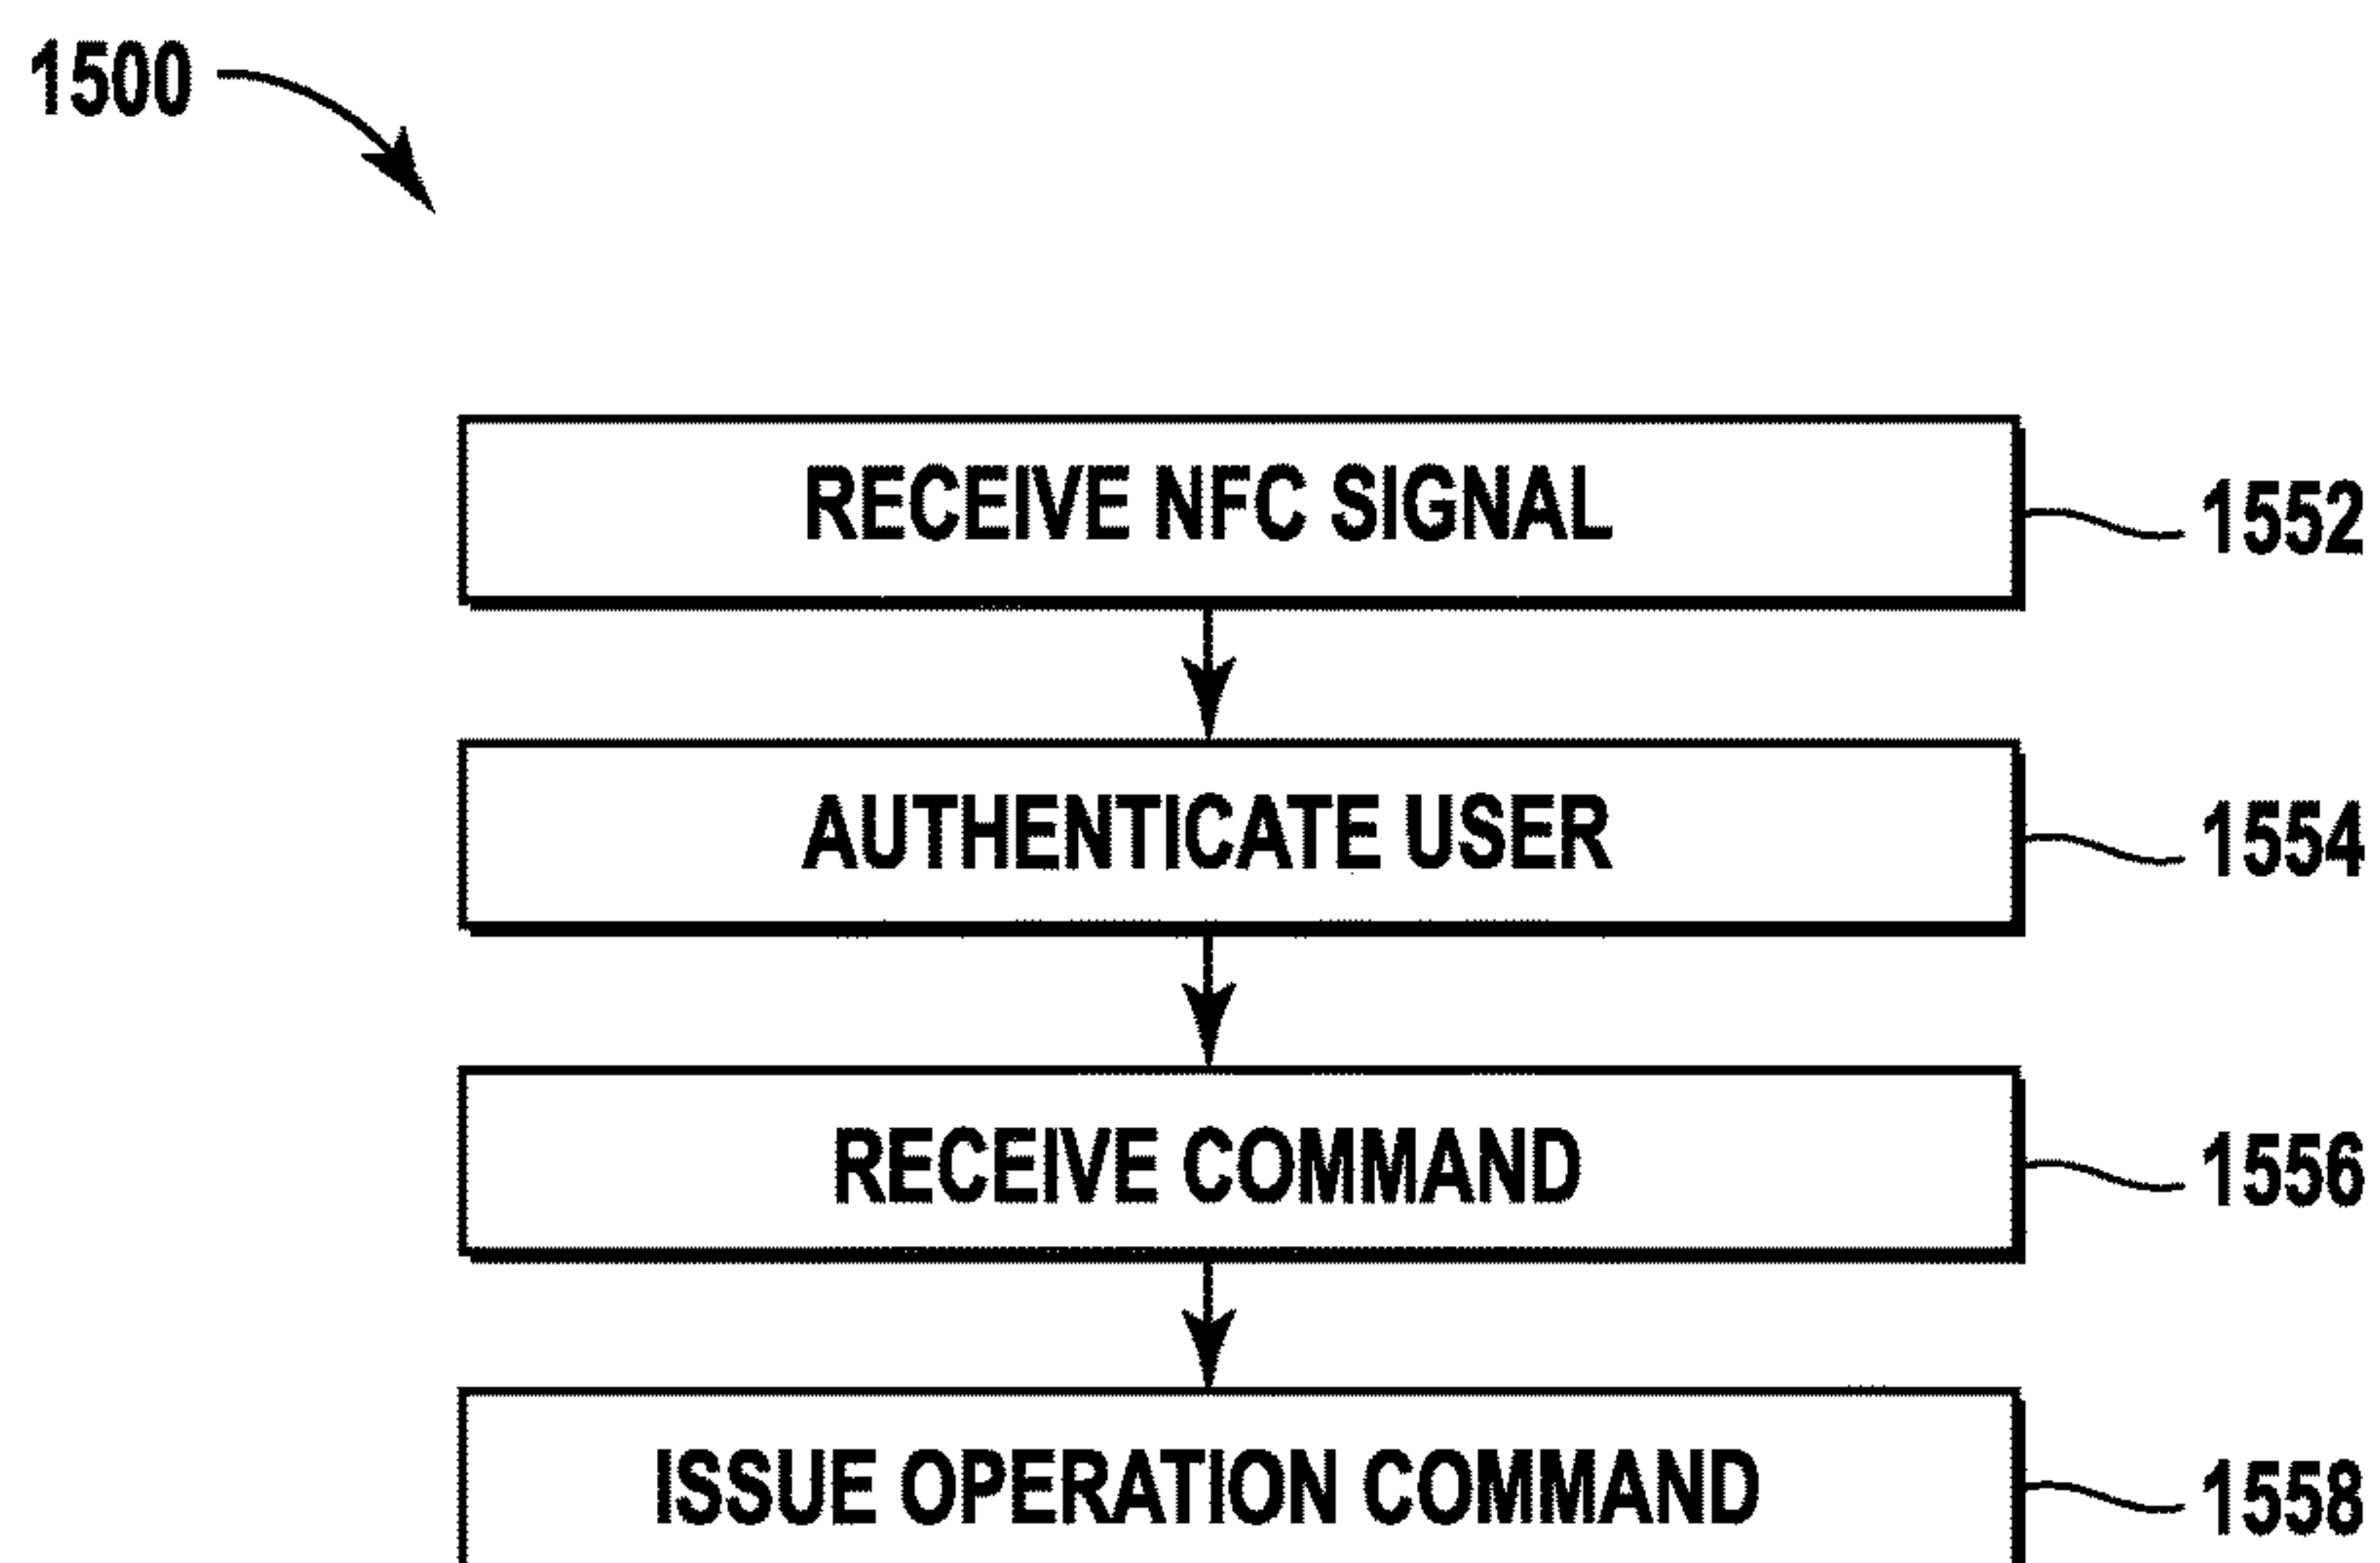 1500
RECEIVE NFC SIGNAL
1552
AUTHENTICATE USER
1554
RECEIVE COMMAND
1556
ISSUE OPERATION COMMAND
1558